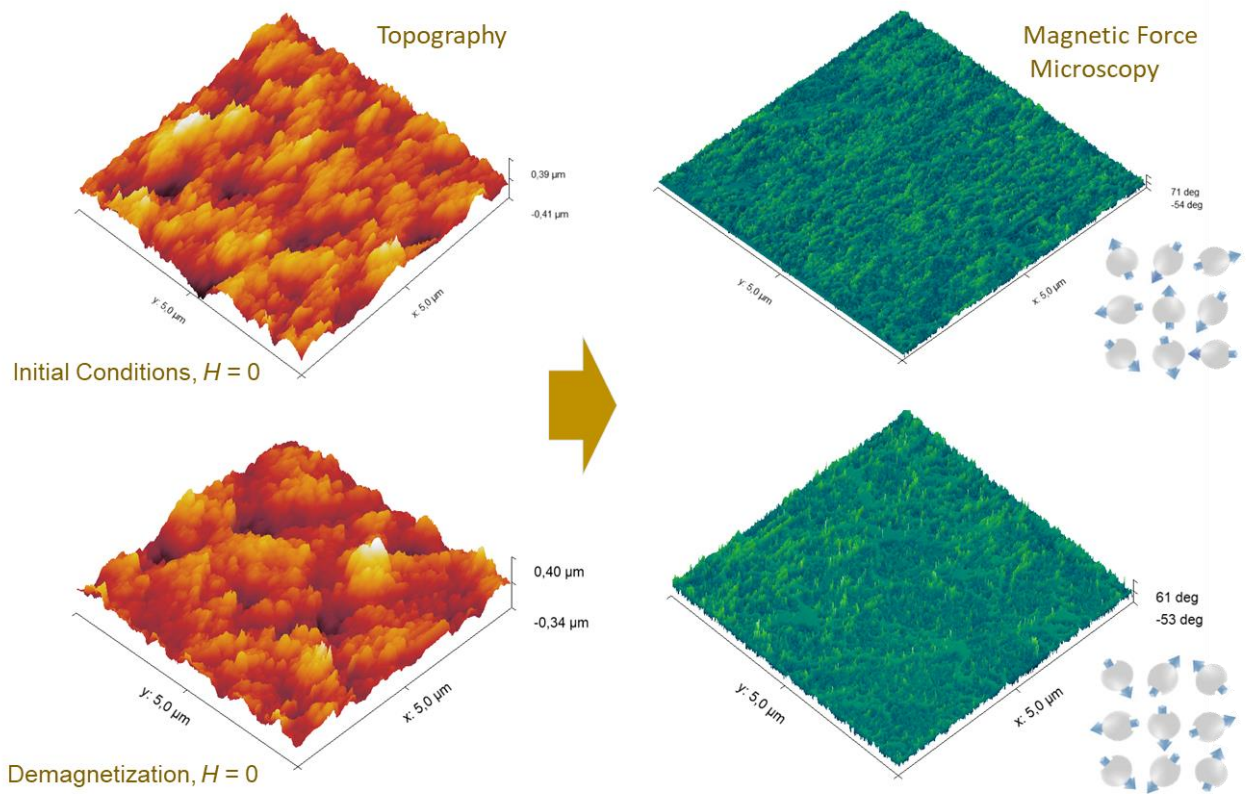 Topography
Magnetic Force
Microscopy
0,39 µm
-0,41 µm
y: 5,0 µm
x: 5,0 µm
71 deg
-54 deg
y: 5,0 µm
x: 5,0 µm
Initial Conditions, H = 0
0,40 µm
-0,34 µm
y: 5,0 µm
x: 5,0 µm
61 deg
-53 deg
y: 5,0 µm
x: 5,0 µm
Demagnetization, H = 0